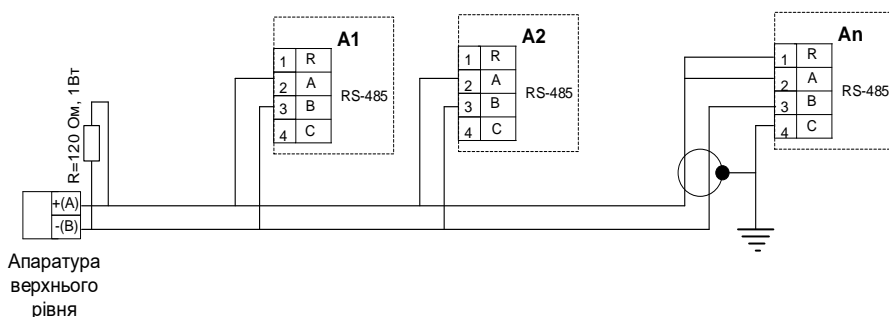 A1
1 R
2 A
3 B
4 C
RS-485
A2
1 R
2 A
3 B
4 C
RS-485
An
1 R
2 A
3 B
4 C
RS-485
R=120 Ом, 1Вт
+(A)
-(B)
Апаратура
верхнього
рівня